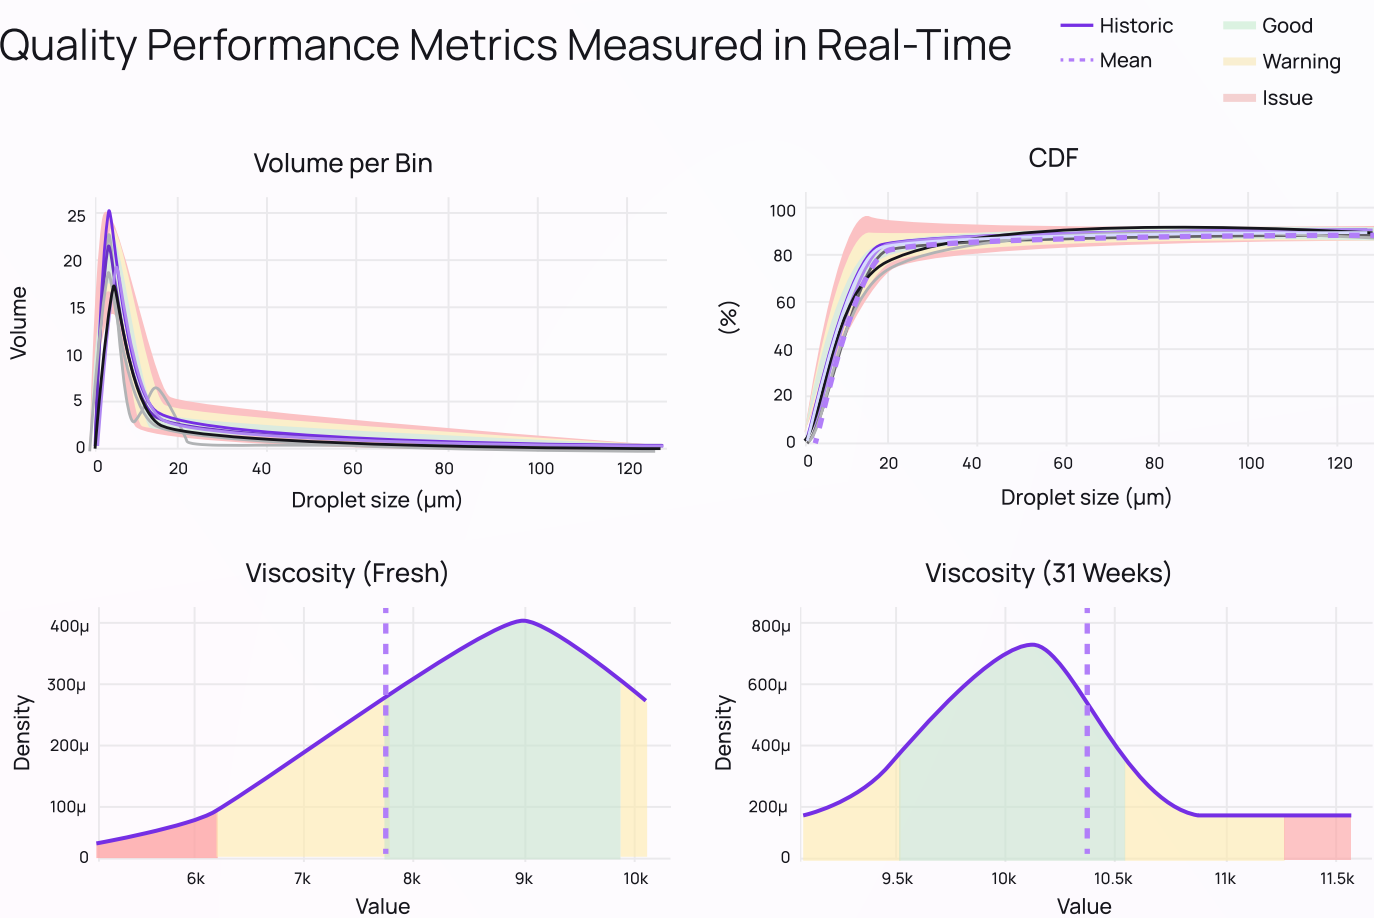 Quality Performance Metrics Measured in Real-Time
Historic
Mean
Good
Warning
Issue
Volume per Bin
Volume
25
20
15
10
5
0
0 20 40 60 80 100 120
Droplet size (μm)
CDF
(%)
100
80
60
40
20
0
0 20 40 60 80 100 120
Droplet size (μm)
Viscosity (Fresh)
Density
400μ
300μ
200μ
100μ
0
6k 7k 8k 9k 10k
Value
Viscosity (31 Weeks)
Density
800μ
600μ
400μ
200μ
0
9.5k 10k 10.5k 11k 11.5k
Value